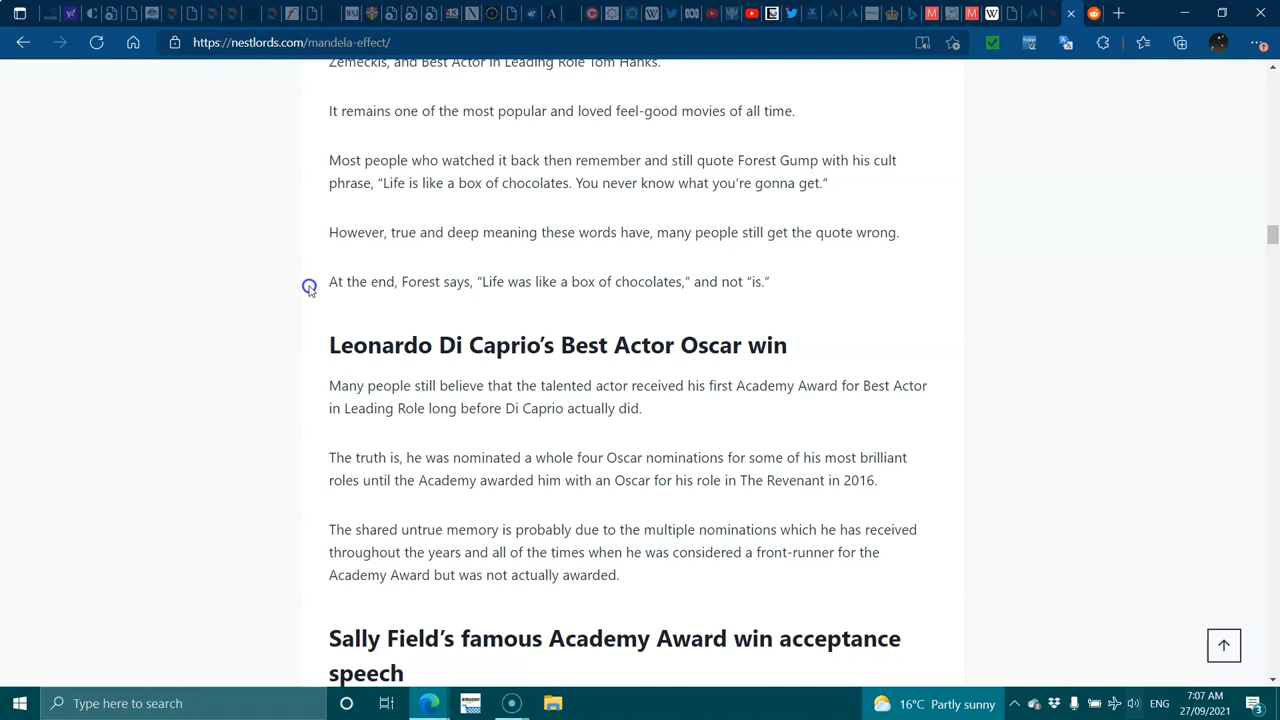 https://nestlords.com/mandela-effect/
Zemeckis, and Best Actor in Leading Role Tom Hanks.
It remains one of the most popular and loved feel-good movies of all time.
Most people who watched it back then remember and still quote Forest Gump with his cult
phrase, “Life is like a box of chocolates. You never know what you’re gonna get.”
However, true and deep meaning these words have, many people still get the quote wrong.
At the end, Forest says, “Life was like a box of chocolates,” and not “is.”
Leonardo Di Caprio’s Best Actor Oscar win
Many people still believe that the talented actor received his first Academy Award for Best Actor
in Leading Role long before Di Caprio actually did.
The truth is, he was nominated a whole four Oscar nominations for some of his most brilliant
roles until the Academy awarded him with an Oscar for his role in The Revenant in 2016.
The shared untrue memory is probably due to the multiple nominations which he has received
throughout the years and all of the times when he was considered a front-runner for the
Academy Award but was not actually awarded.
Sally Field’s famous Academy Award win acceptance
speech
Type here to search
amazon
16°C Partly sunny
ENG
7:07 AM
27/09/2021
3